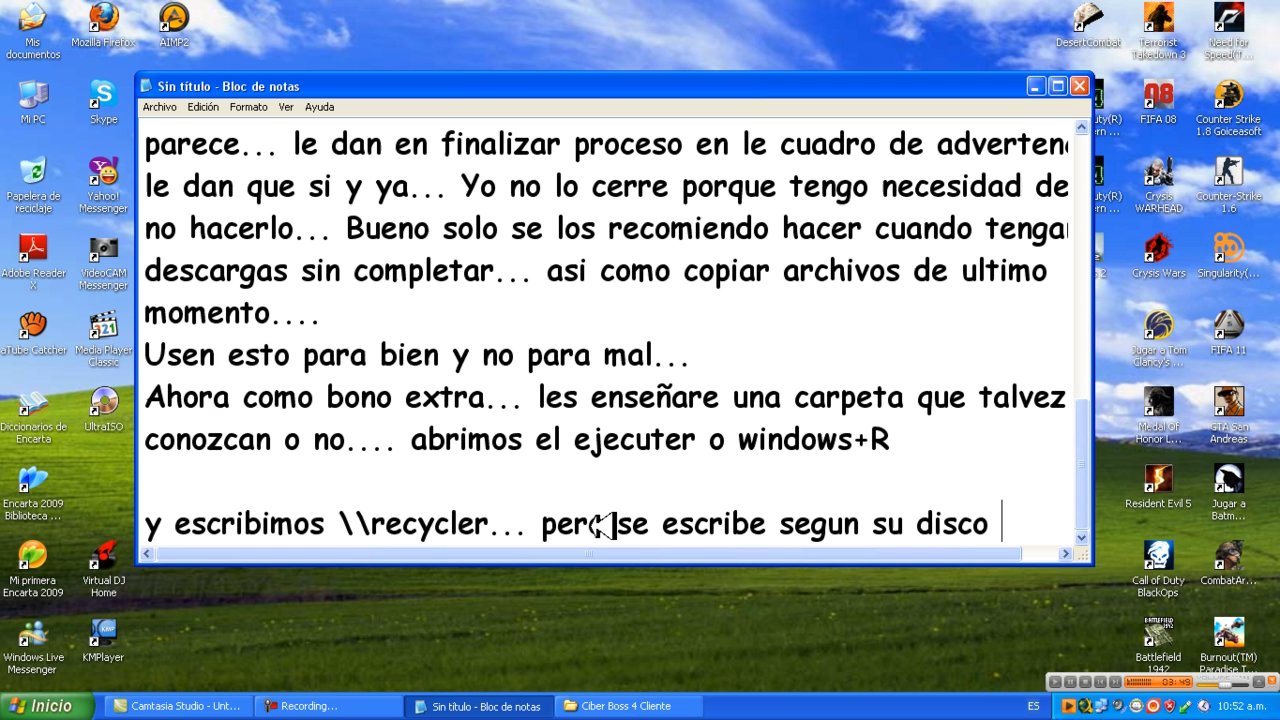 Mis documentos
Mozilla Firefox
AIMP2
DesertCombat
Terrorist Takedown 3
Need for Speed(T...
Sin título - Bloc de notas
Archivo Edición Formato Ver Ayuda
parece... le dan en finalizar proceso en le cuadro de adverten
le dan que si y ya... Yo no lo cerre porque tengo necesidad de
no hacerlo... Bueno solo se los recomiendo hacer cuando tenga
descargas sin completar... asi como copiar archivos de ultimo
momento....
Usen esto para bien y no para mal...
Ahora como bono extra... les enseñare una carpeta que talvez
conozcan o no.... abrimos el ejecuter o windows+R
y escribimos \\recycler... pero se escribe segun su disco
Mi PC
Skype
FIFA 08
Counter Strike 1.8 Goiceasoft
Papelera de reciclaje
Yahoo! Messenger
Crysis WARHEAD
Counter-Strike 1.6
Adobe Reader X
VideoCAM Messenger
Crysis Wars
Singularity(...
aTube Catcher
Media Player Classic
Jugar a Tom Clancy's...
FIFA 11
Diccionarios de Encarta
UltraISO
Medal Of Honor L...
GTA San Andreas
Encarta 2009 Biblioteca ...
Resident Evil 5
Jugar a Batm...
Mi primera Encarta 2009
Virtual DJ Home
Call of Duty BlackOps
CombatAr...
Windows Live Messenger
KMPlayer
Battlefield 1942
Burnout(TM) Paradise T...
03:49
Inicio
Camtasia Studio - Unt...
Recording...
Sin título - Bloc de notas
Ciber Boss 4 Cliente
ES
10:52 a.m.